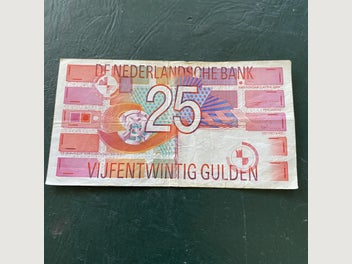 DE NEDERLANDSCHE BANK
25
VIJFENTWINTIG GULDEN